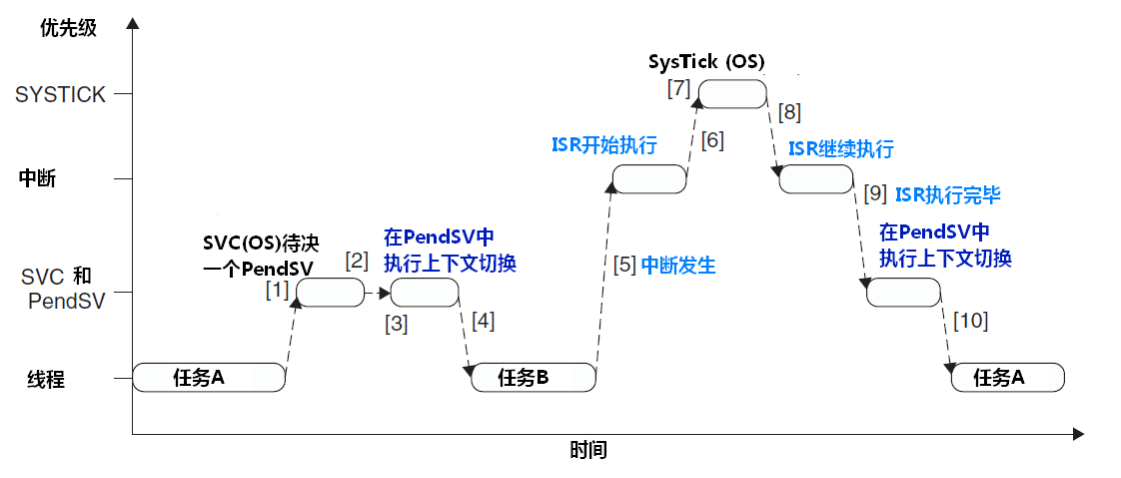 优先级
SysTick (OS)
SYSTICK
[7]
[8]
[6]
ISR开始执行
ISR继续执行
中断
[9] ISR执行完毕
SVC(OS)待决
一个PendSV
[2]
在PendSV中
执行上下文切换
[5] 中断发生
在PendSV中
执行上下文切换
SVC 和
PendSV
[1]
[3]
[4]
[10]
线程
任务A
任务B
任务A
时间